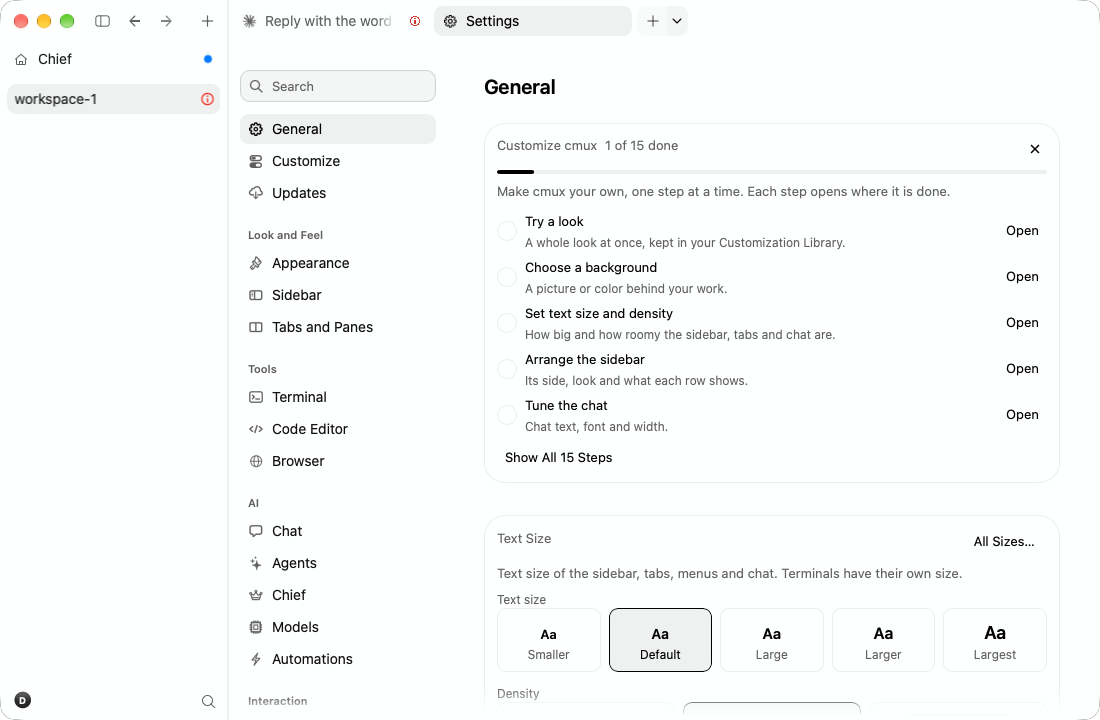 Reply with the word
Settings
Chief
workspace-1
Search
General
Customize
Updates
Look and Feel
Appearance
Sidebar
Tabs and Panes
Tools
Terminal
Code Editor
Browser
AI
Chat
Agents
Chief
Models
Automations
Interaction
D
General
Customize cmux 1 of 15 done
Make cmux your own, one step at a time. Each step opens where it is done.
Try a look
A whole look at once, kept in your Customization Library.
Open
Choose a background
A picture or color behind your work.
Open
Set text size and density
How big and how roomy the sidebar, tabs and chat are.
Open
Arrange the sidebar
Its side, look and what each row shows.
Open
Tune the chat
Chat text, font and width.
Open
Show All 15 Steps
Text Size
All Sizes...
Text size of the sidebar, tabs, menus and chat. Terminals have their own size.
Text size
Aa
Smaller
Aa
Default
Aa
Large
Aa
Larger
Aa
Largest
Density